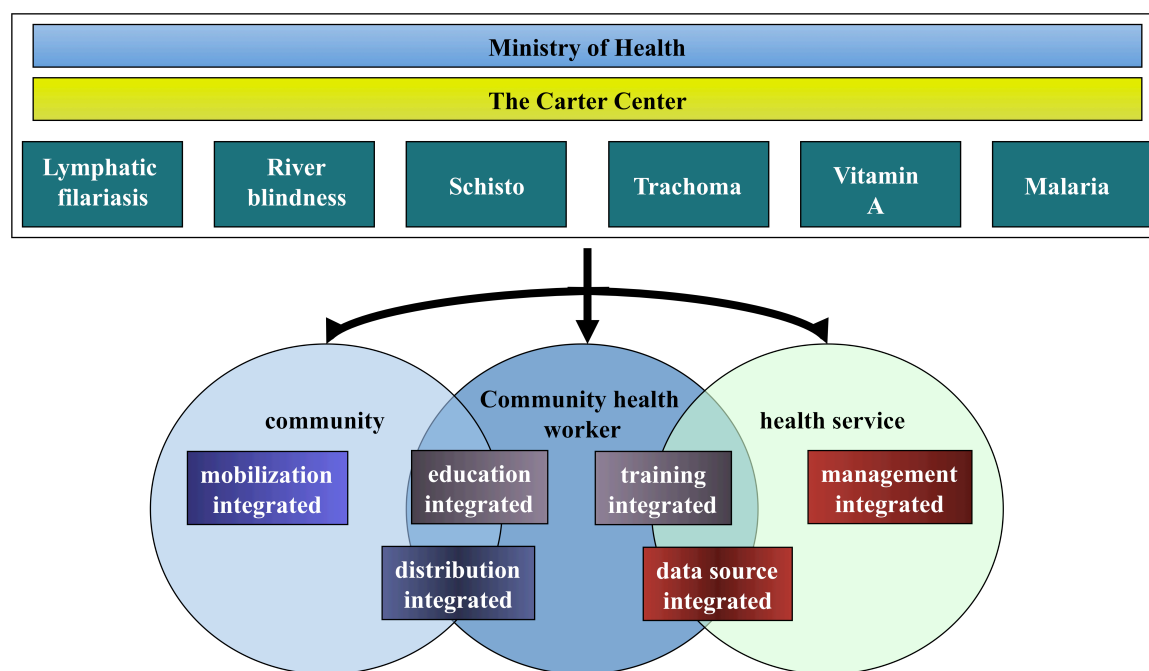 Ministry of Health
The Carter Center
Lymphatic
filariasis
River
blindness
Schisto
Trachoma
Vitamin
A
Malaria
community
Community health
worker
health service
mobilization
integrated
education
integrated
training
integrated
management
integrated
distribution
integrated
data source
integrated